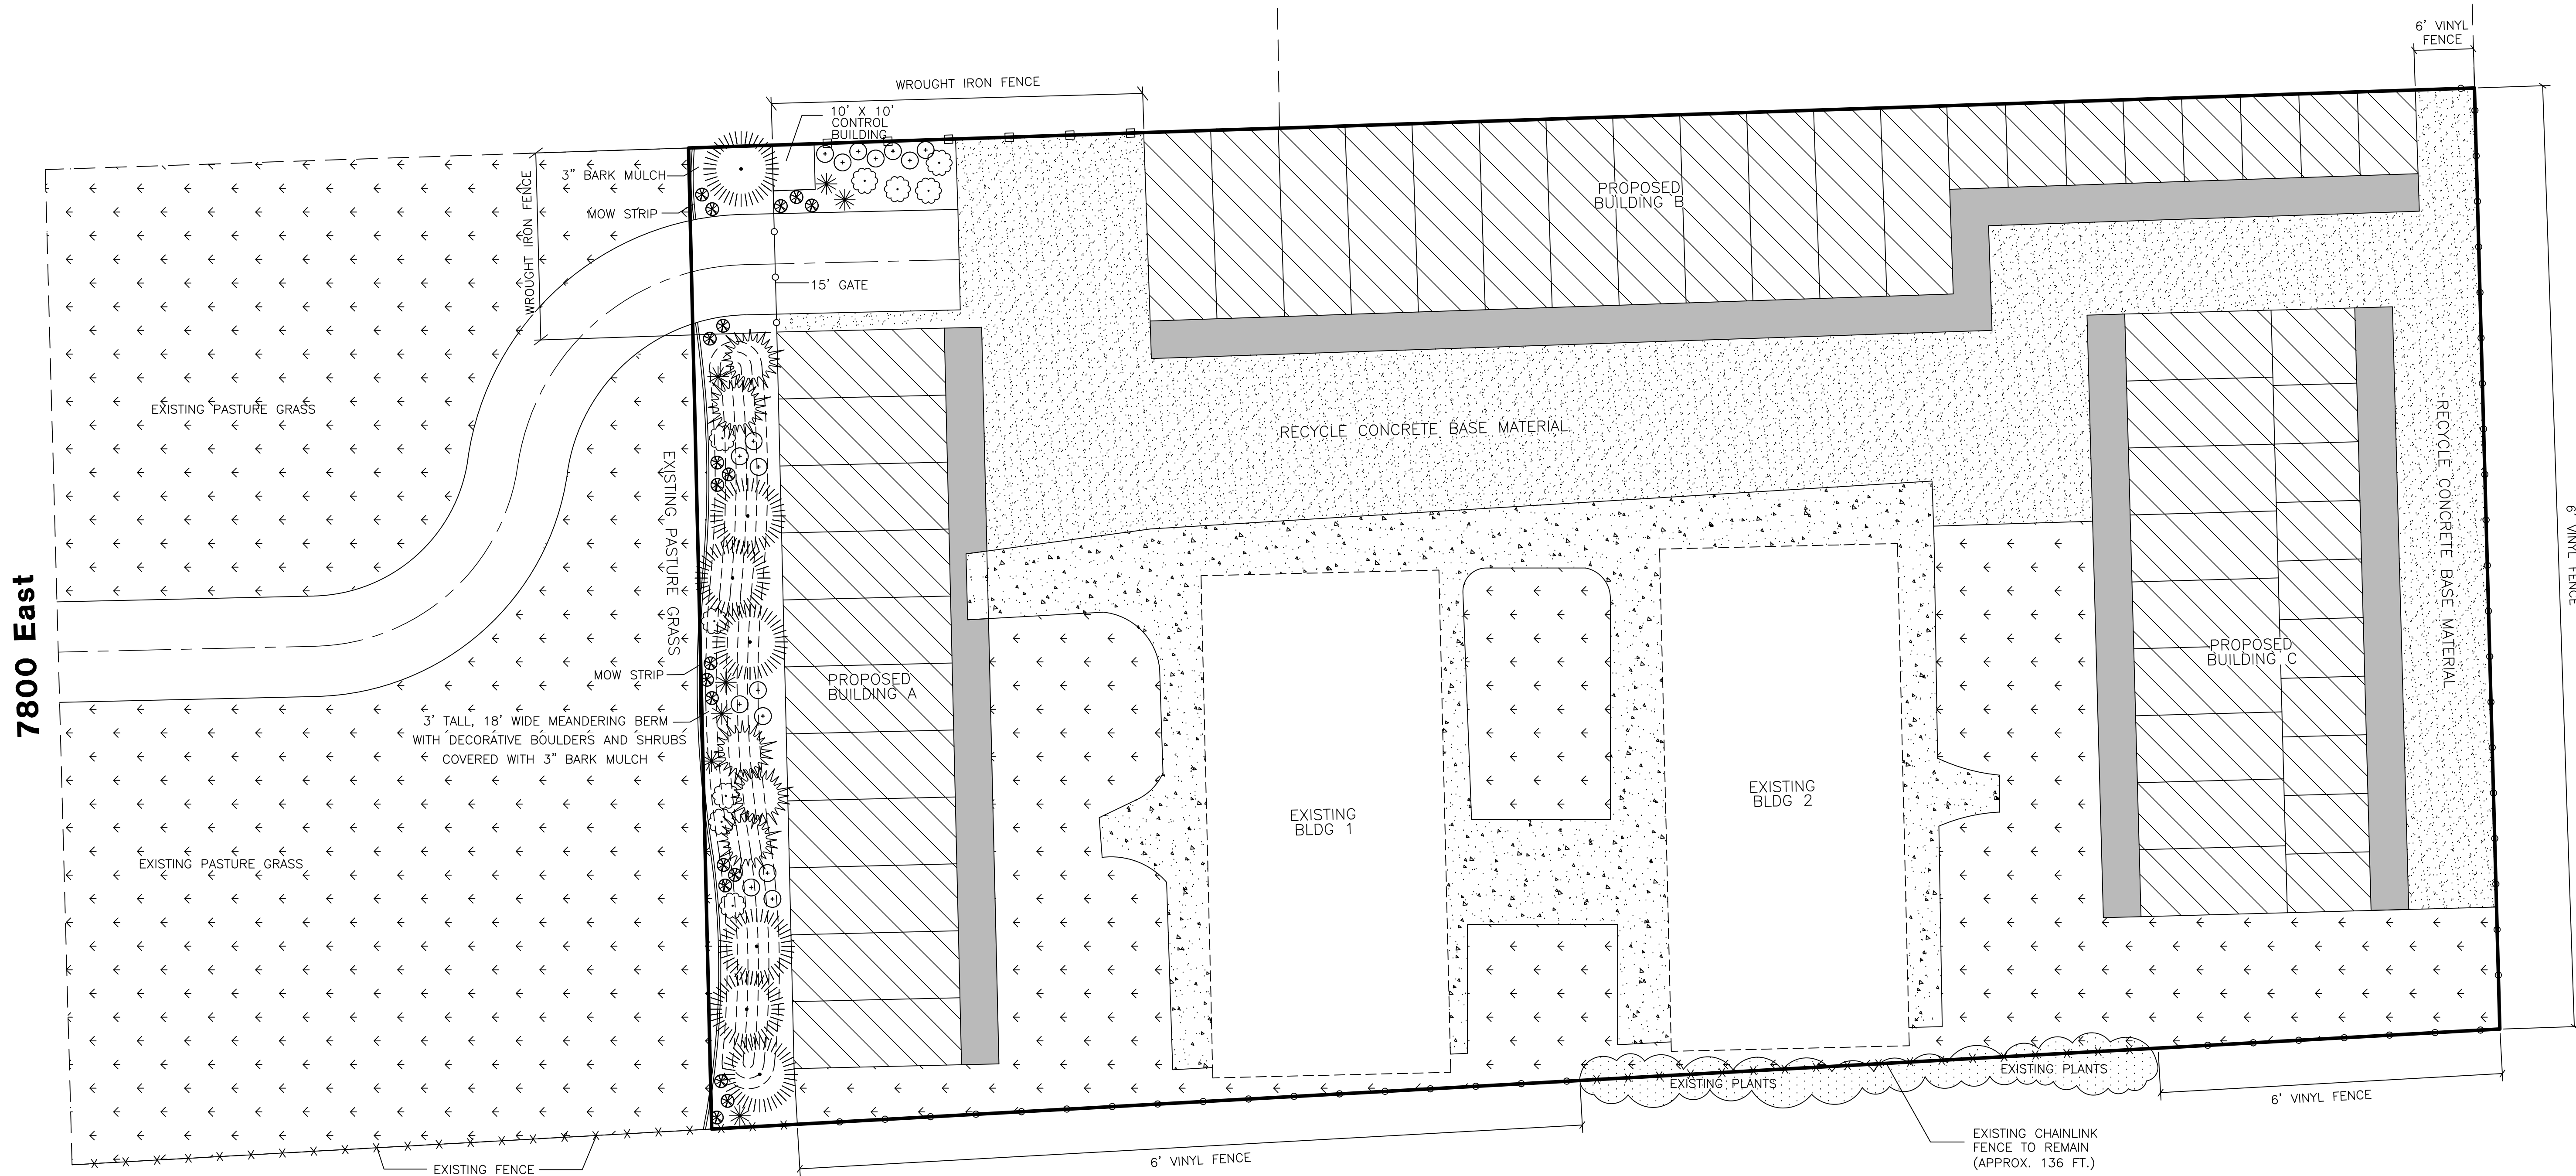 6' VINYL
FENCE
WROUGHT IRON FENCE
10' X 10'
CONTROL
BUILDING
3" BARK MULCH
WROUGHT IRON FENCE
MOW STRIP
PROPOSED
BUILDING B
15' GATE
EXISTING PASTURE GRASS
RECYCLE CONCRETE BASE MATERIAL
RECYCLE CONCRETE BASE MATERIAL
EXISTING PASTURE GRASS
6' VINYL FENCE
7800 East
MOW STRIP
PROPOSED
BUILDING A
PROPOSED
BUILDING C
3' TALL, 18' WIDE MEANDERING BERM
WITH DECORATIVE BOULDERS AND SHRUBS
COVERED WITH 3" BARK MULCH
EXISTING
BLDG 1
EXISTING
BLDG 2
EXISTING PASTURE GRASS
EXISTING PLANTS
EXISTING PLANTS
6' VINYL FENCE
6' VINYL FENCE
EXISTING CHAINLINK
FENCE TO REMAIN
(APPROX. 136 FT.)
EXISTING FENCE